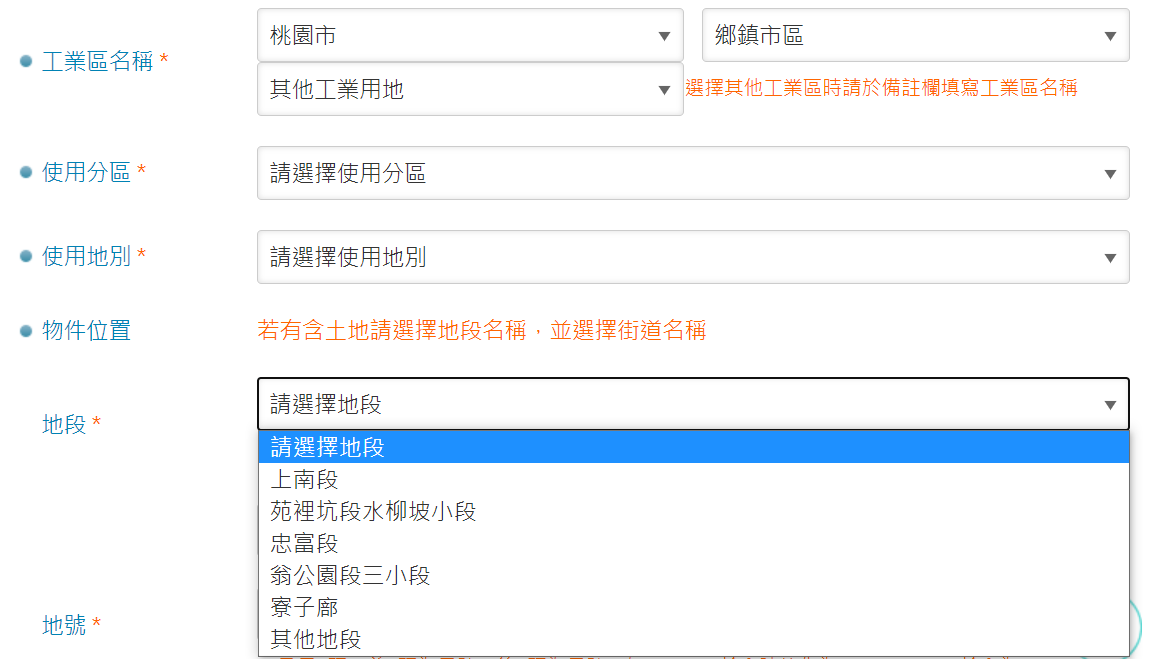 工業區名稱 *
桃園市
鄉鎮市區
其他工業用地
選擇其他工業區時請於備註欄填寫工業區名稱
使用分區 *
請選擇使用分區
使用地別 *
請選擇使用地別
物件位置
若有含土地請選擇地段名稱，並選擇街道名稱
地段 *
請選擇地段
請選擇地段
上南段
苑裡坑段水柳坡小段
忠富段
翁公園段三小段
寮子廍
其他地段
地號 *